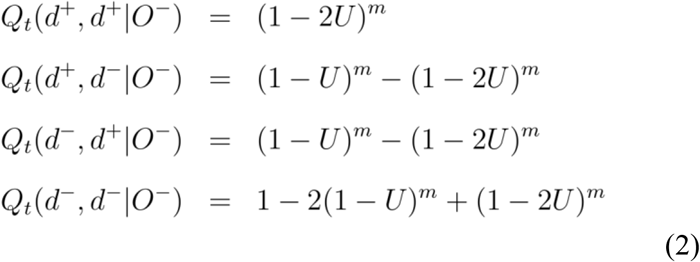 Q_t(d^+, d^+|O^-) = (1 − 2U)^m
Q_t(d^+, d^-|O^-) = (1 − U)^m − (1 − 2U)^m
Q_t(d^-, d^+|O^-) = (1 − U)^m − (1 − 2U)^m
Q_t(d^-, d^-|O^-) = 1 − 2(1 − U)^m + (1 − 2U)^m
(2)